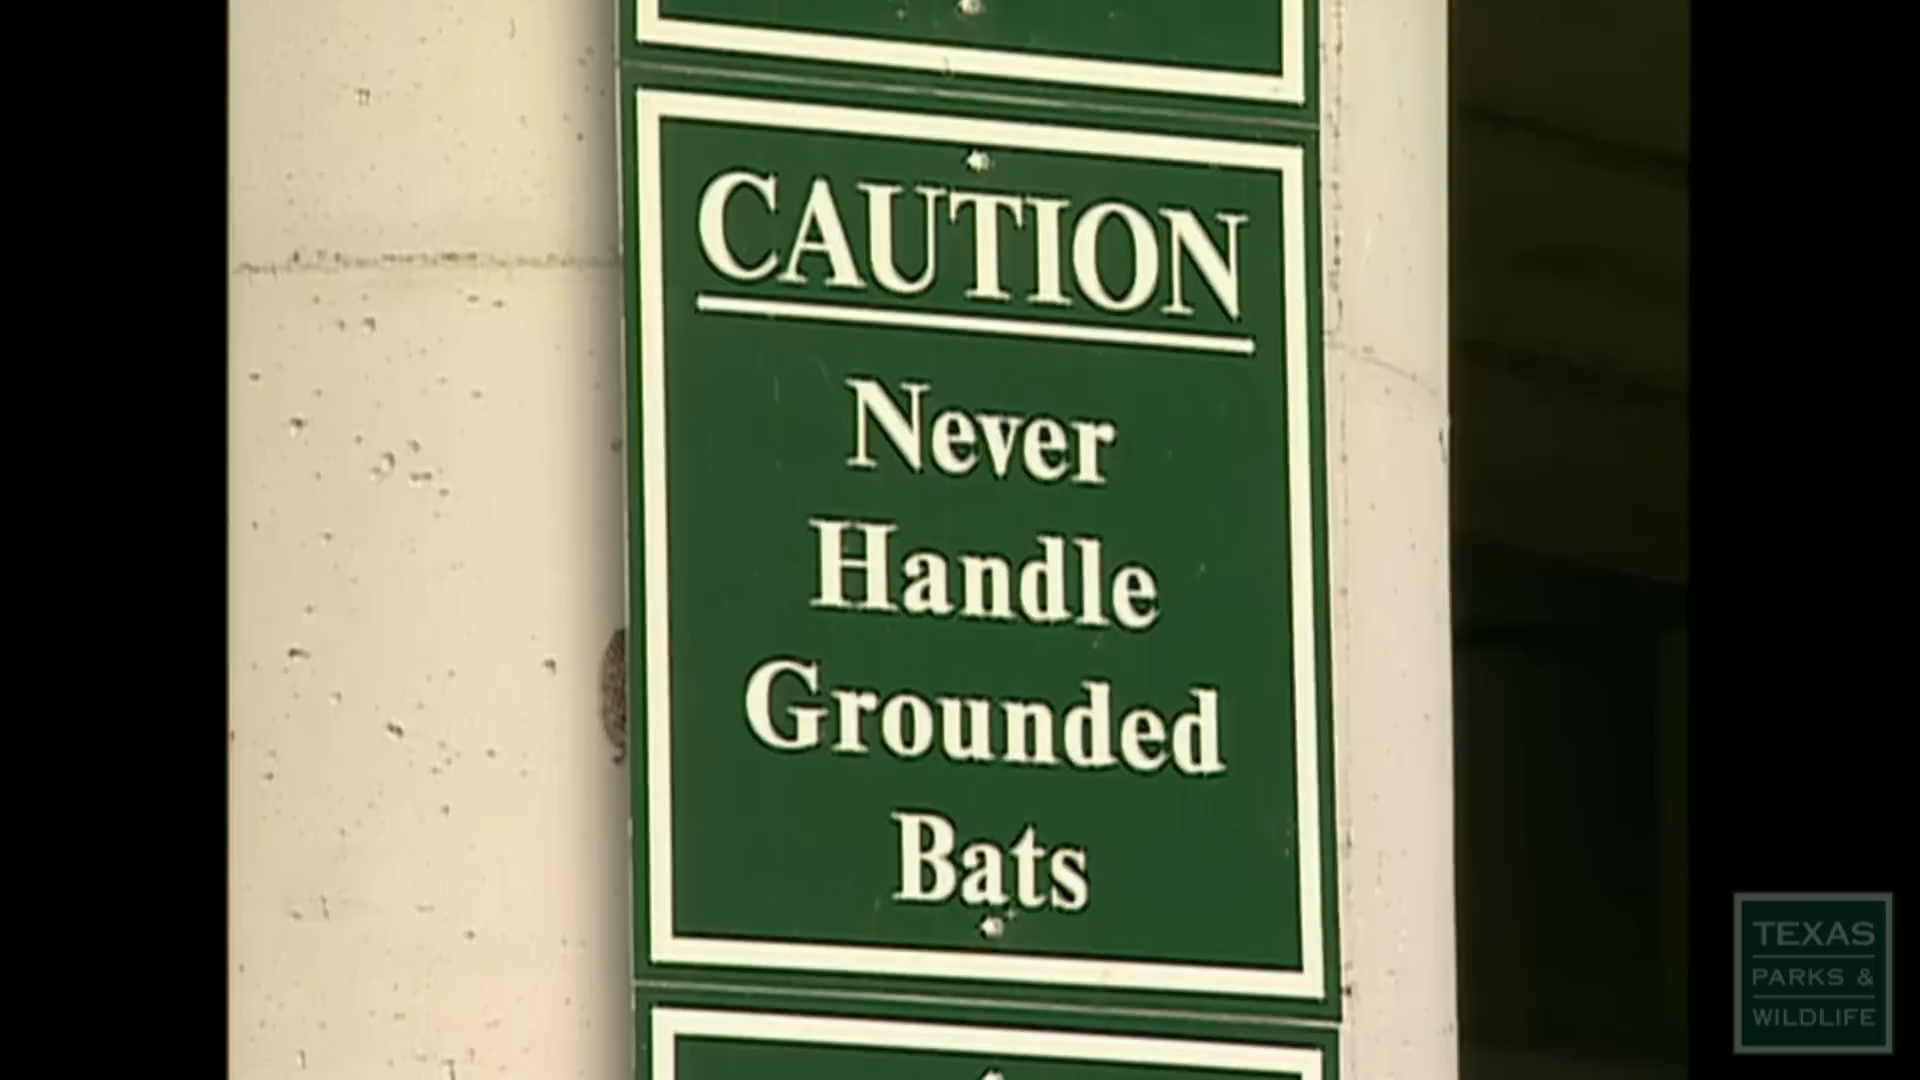 CAUTION
Never
Handle
Grounded
Bats
TEXAS
PARKS &
WILDLIFE